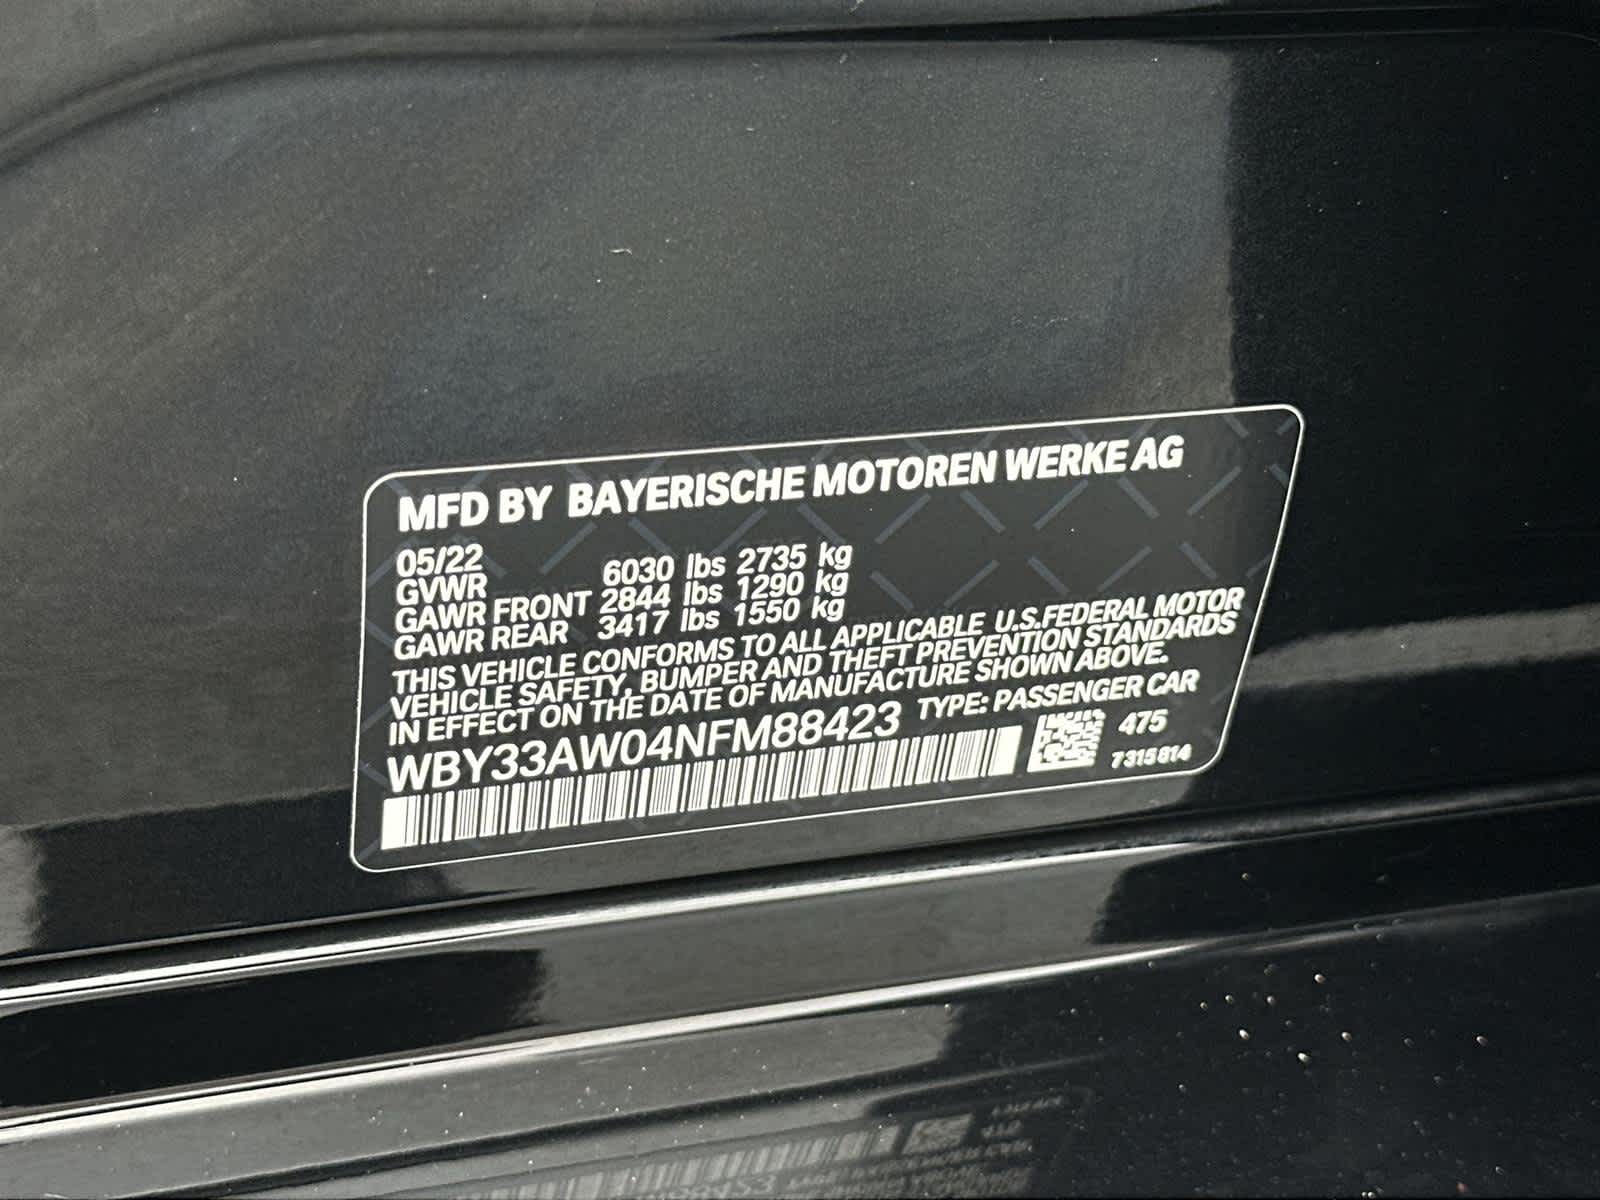 MFD BY BAYERISCHE MOTOREN WERKE AG
05/22
GVWR 6030 lbs 2735 kg
GAWR FRONT 2844 lbs 1290 kg
GAWR REAR 3417 lbs 1550 kg
THIS VEHICLE CONFORMS TO ALL APPLICABLE U.S.FEDERAL MOTOR
VEHICLE SAFETY, BUMPER AND THEFT PREVENTION STANDARDS
IN EFFECT ON THE DATE OF MANUFACTURE SHOWN ABOVE.
WBY33AW04NFM88423 TYPE: PASSENGER CAR
475
7315814